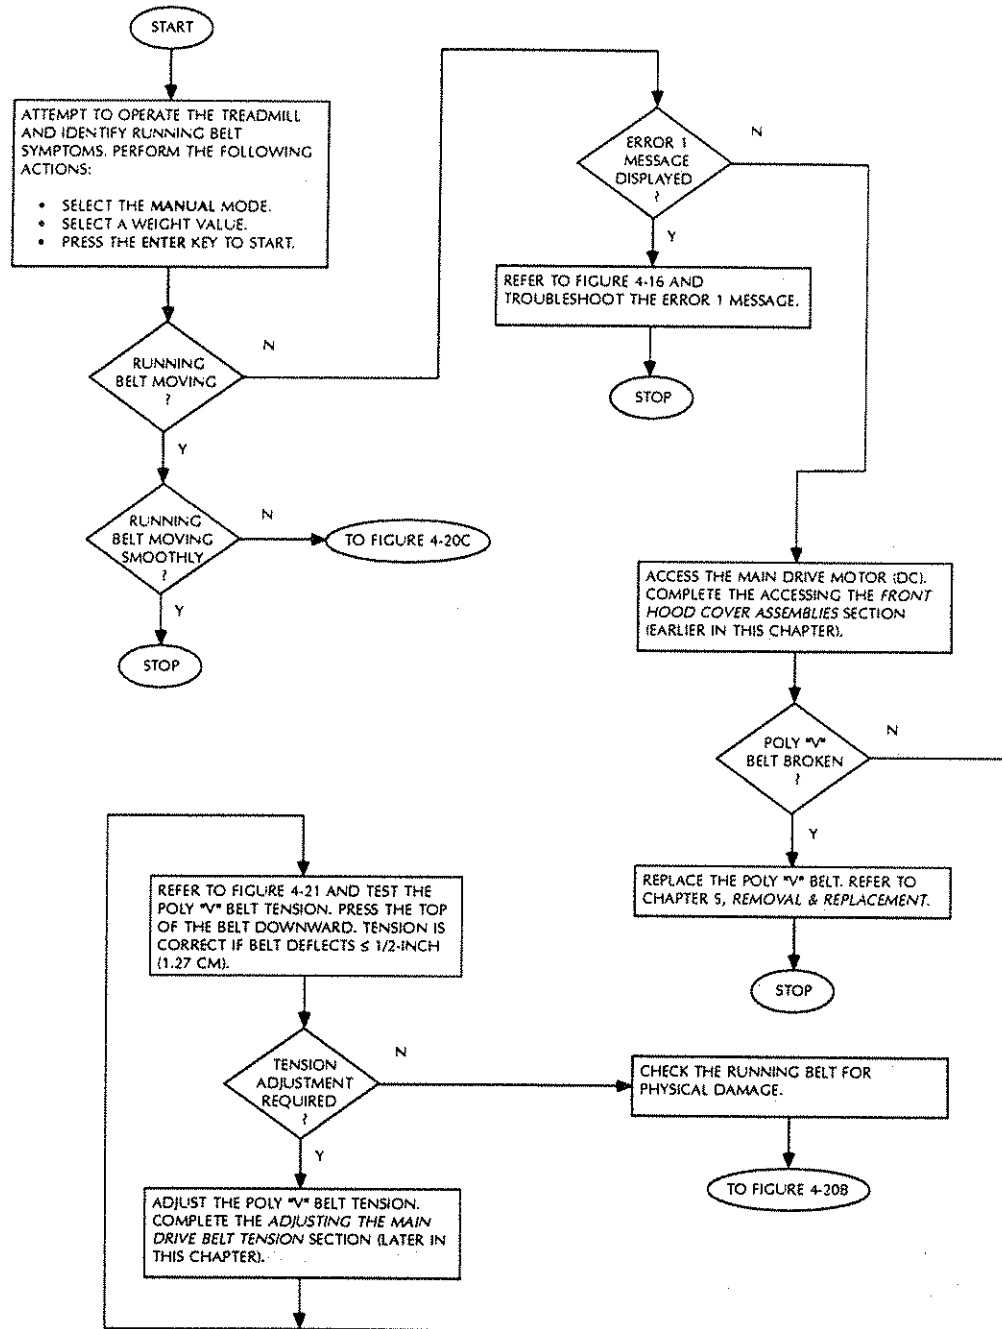 START
ATTEMPT TO OPERATE THE TREADMILL
AND IDENTIFY RUNNING BELT
SYMPTOMS. PERFORM THE FOLLOWING
ACTIONS:
• SELECT THE MANUAL MODE.
• SELECT A WEIGHT VALUE.
• PRESS THE ENTER KEY TO START.
RUNNING
BELT MOVING
?
N
Y
RUNNING
BELT MOVING
SMOOTHLY
?
N
TO FIGURE 4-20C
Y
STOP
ERROR 1
MESSAGE
DISPLAYED
?
N
Y
REFER TO FIGURE 4-16 AND
TROUBLESHOOT THE ERROR 1 MESSAGE.
STOP
ACCESS THE MAIN DRIVE MOTOR (DC).
COMPLETE THE ACCESSING THE FRONT
HOOD COVER ASSEMBLIES SECTION
(EARLIER IN THIS CHAPTER).
POLY "V"
BELT BROKEN
?
N
Y
REPLACE THE POLY "V" BELT. REFER TO
CHAPTER 5, REMOVAL & REPLACEMENT.
STOP
REFER TO FIGURE 4-21 AND TEST THE
POLY "V" BELT TENSION. PRESS THE TOP
OF THE BELT DOWNWARD. TENSION IS
CORRECT IF BELT DEFLECTS ≤ 1/2-INCH
(1.27 CM).
TENSION
ADJUSTMENT
REQUIRED
?
N
Y
CHECK THE RUNNING BELT FOR
PHYSICAL DAMAGE.
TO FIGURE 4-20B
ADJUST THE POLY "V" BELT TENSION.
COMPLETE THE ADJUSTING THE MAIN
DRIVE BELT TENSION SECTION (LATER IN
THIS CHAPTER).